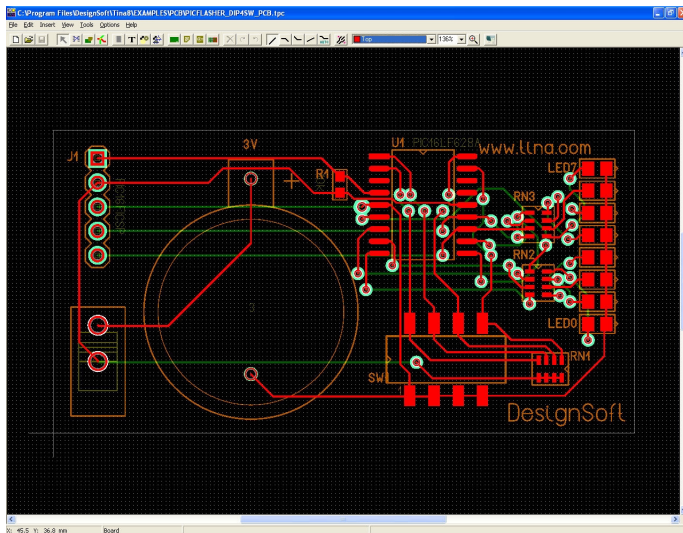 C:\Program Files\DesignSoft\Tina8\EXAMPLES\PCB\PICFLASHER_DIP4SW_PCB.tpc
File Edit Insert View Tools Options Help
Top
136%
J1
3V
R1
U1
PIC16LF628A
www.tina.com
LED7
RN3
RN2
LED0
RN1
SW1
DesignSoft
X: 45.5 Y: 36.8 mm Board